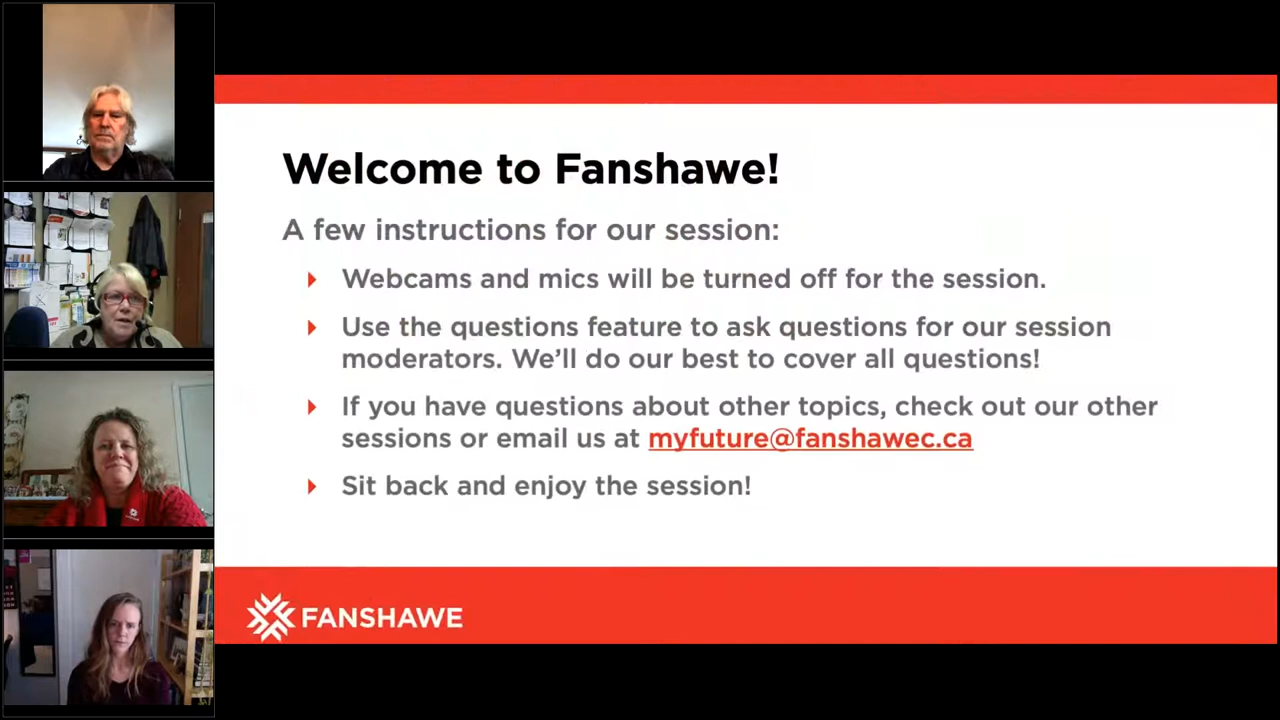 Welcome to Fanshawe!
A few instructions for our session:
Webcams and mics will be turned off for the session.
Use the questions feature to ask questions for our session
moderators. We'll do our best to cover all questions!
If you have questions about other topics, check out our other
sessions or email us at myfuture@fanshawec.ca
Sit back and enjoy the session!
FANSHAWE